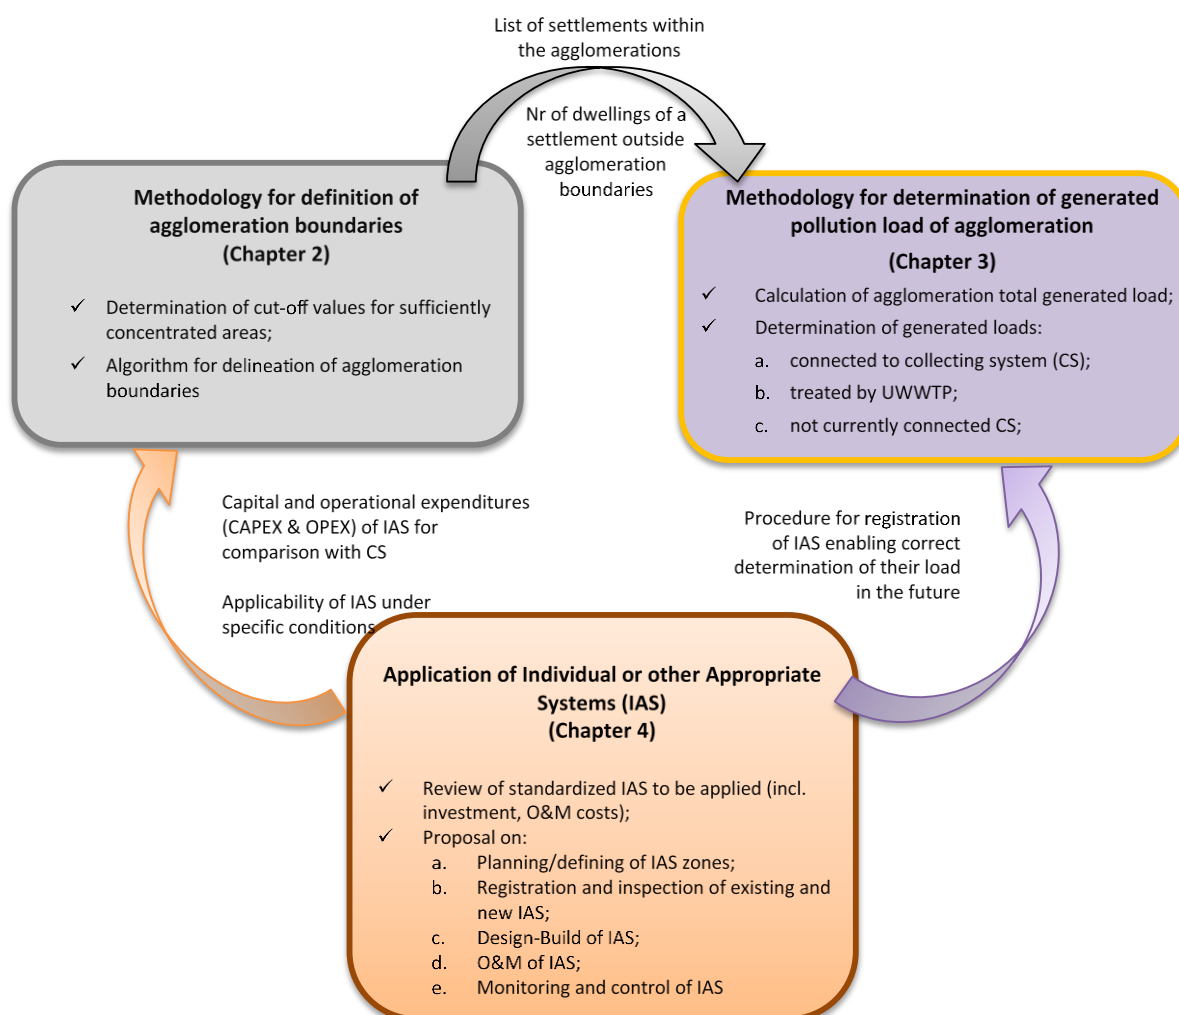 List of settlements within
the agglomerations
Nr of dwellings of a
settlement outside
agglomeration
boundaries
Methodology for definition of
agglomeration boundaries
(Chapter 2)
✓ Determination of cut-off values for sufficiently
concentrated areas;
✓ Algorithm for delineation of agglomeration
boundaries
Methodology for determination of generated
pollution load of agglomeration
(Chapter 3)
✓ Calculation of agglomeration total generated load;
✓ Determination of generated loads:
a. connected to collecting system (CS);
b. treated by UWWTP;
c. not currently connected CS;
Capital and operational expenditures
(CAPEX & OPEX) of IAS for
comparison with CS
Applicability of IAS under
specific conditions
Procedure for registration
of IAS enabling correct
determination of their load
in the future
Application of Individual or other Appropriate
Systems (IAS)
(Chapter 4)
✓ Review of standardized IAS to be applied (incl.
investment, O&M costs);
✓ Proposal on:
a. Planning/defining of IAS zones;
b. Registration and inspection of existing and
new IAS;
c. Design-Build of IAS;
d. O&M of IAS;
e. Monitoring and control of IAS